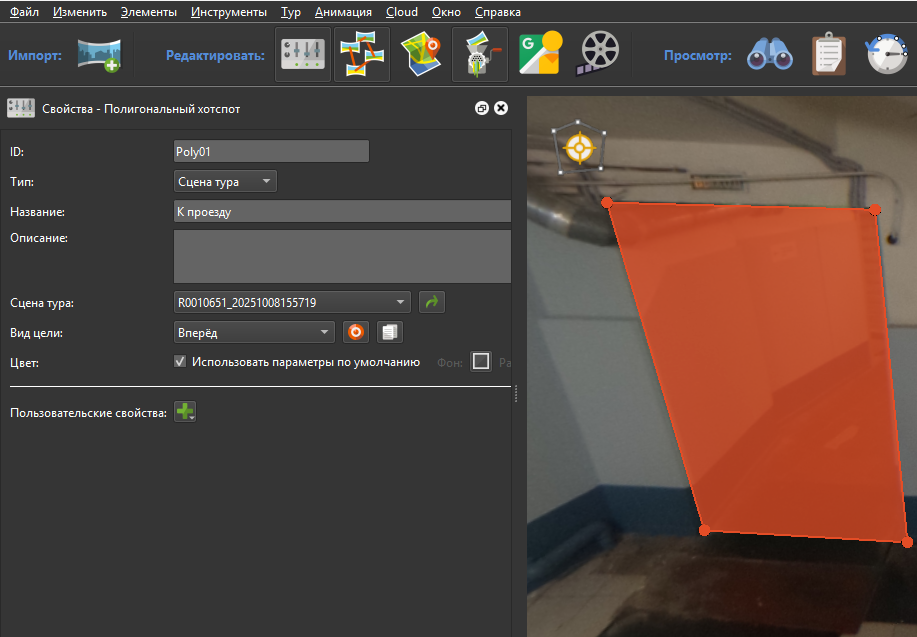 Файл Изменить Элементы Инструменты Тур Анимация Cloud Окно Справка
Импорт: Редактировать: G Просмотр:
Свойства - Полигональный хотспот
ID: Poly01
Тип: Сцена тура
Название: К проезду
Описание:
Сцена тура: R0010651_20251008155719
Вид цели: Вперёд
Цвет: Использовать параметры по умолчанию Фон: Ра
Пользовательские свойства: